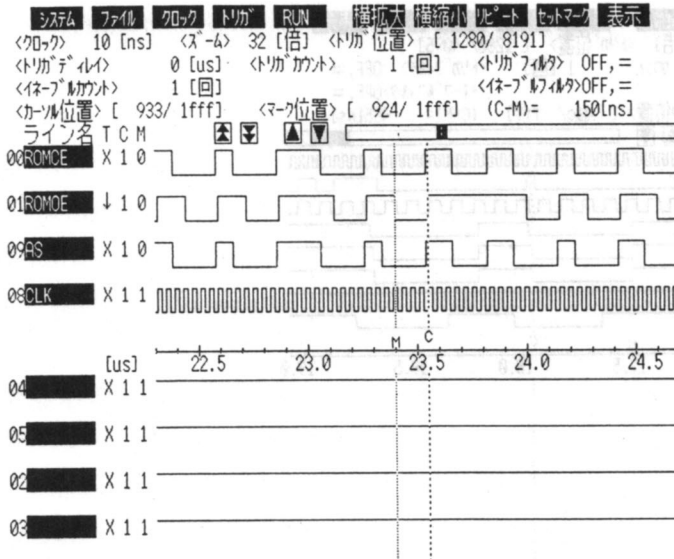 システム ファイル クロック トリガ RUN 横拡大 横縮小 リピート セットマーク 表示
<クロック> 10 [ns] <ズーム> 32 [倍] <トリガ位置> [ 1280/ 8191]
<トリガディレイ> 0 [us] <トリガカウント> 1 [回] <トリガフィルタ> OFF,=
<イネーブルカウント> 1 [回] <イネーブルフィルタ>OFF,=
<カーソル位置> [ 933/ 1fff] <マーク位置> [ 924/ 1fff] (C-M)= 150[ns]
ライン名 T C M
00 ROMCE X 1 0
01 ROMOE ↓ 1 0
09 AS X 1 0
08 CLK X 1 1
M C
[us] 22.5 23.0 23.5 24.0 24.5
04 X 1 1
05 X 1 1
02 X 1 1
03 X 1 1